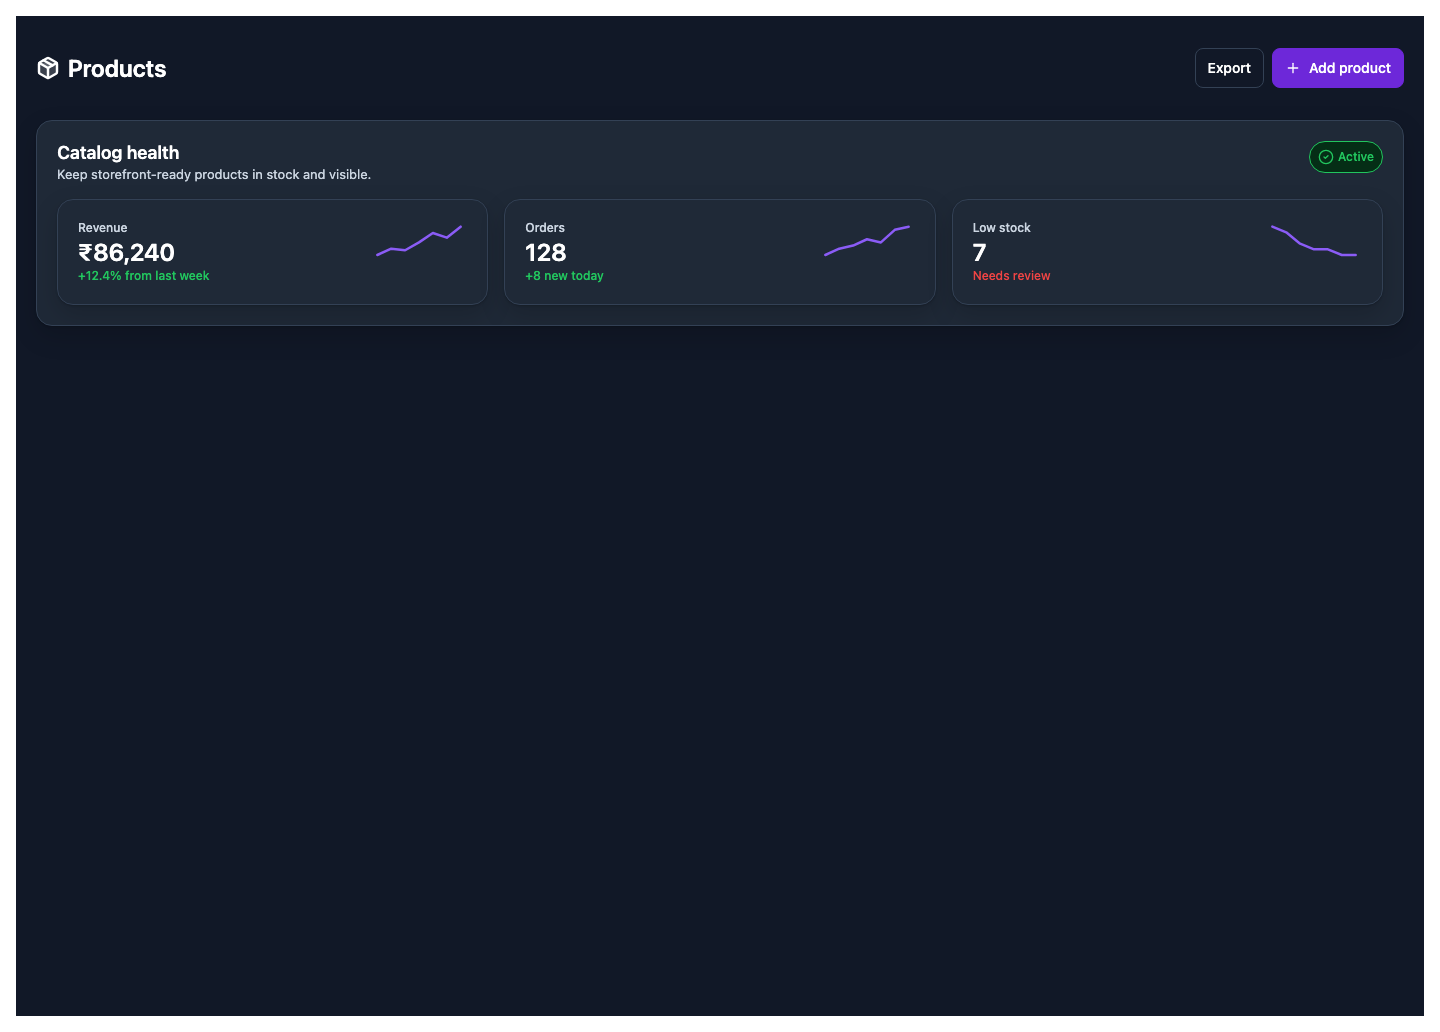 Products
Export
Add product
Catalog health
Keep storefront-ready products in stock and visible.
Active
Revenue
₹86,240
+12.4% from last week
Orders
128
+8 new today
Low stock
7
Needs review